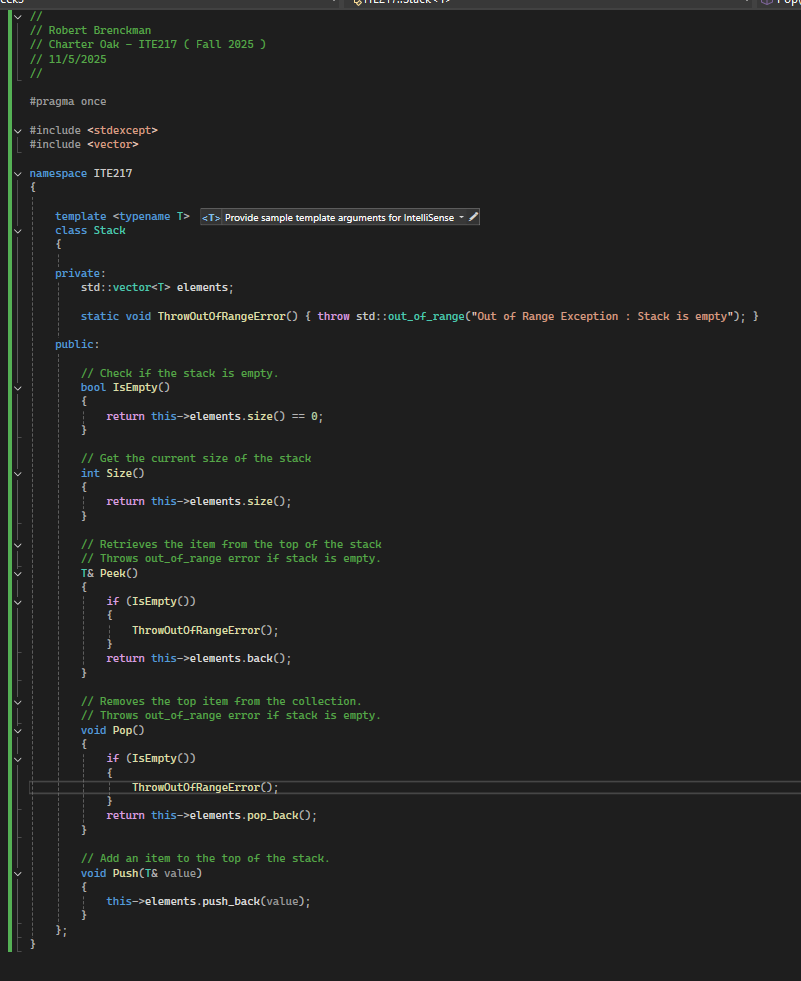 //
// Robert Brenckman
// Charter Oak - ITE217 ( Fall 2025 )
// 11/5/2025
//
#pragma once
#include <stdexcept>
#include <vector>
namespace ITE217
{
template <typename T> <T> Provide sample template arguments for IntelliSense
class Stack
{
private:
std::vector<T> elements;
static void ThrowOutOfRangeError() { throw std::out_of_range("Out of Range Exception : Stack is empty"); }
public:
// Check if the stack is empty.
bool IsEmpty()
{
return this->elements.size() == 0;
}
// Get the current size of the stack
int Size()
{
return this->elements.size();
}
// Retrieves the item from the top of the stack
// Throws out_of_range error if stack is empty.
T& Peek()
{
if (IsEmpty())
{
ThrowOutOfRangeError();
}
return this->elements.back();
}
// Removes the top item from the collection.
// Throws out_of_range error if stack is empty.
void Pop()
{
if (IsEmpty())
{
ThrowOutOfRangeError();
}
return this->elements.pop_back();
}
// Add an item to the top of the stack.
void Push(T& value)
{
this->elements.push_back(value);
}
};
}